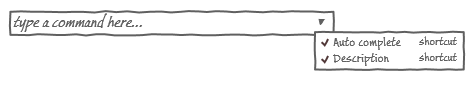 type a command here...
Auto complete shortcut
Description shortcut